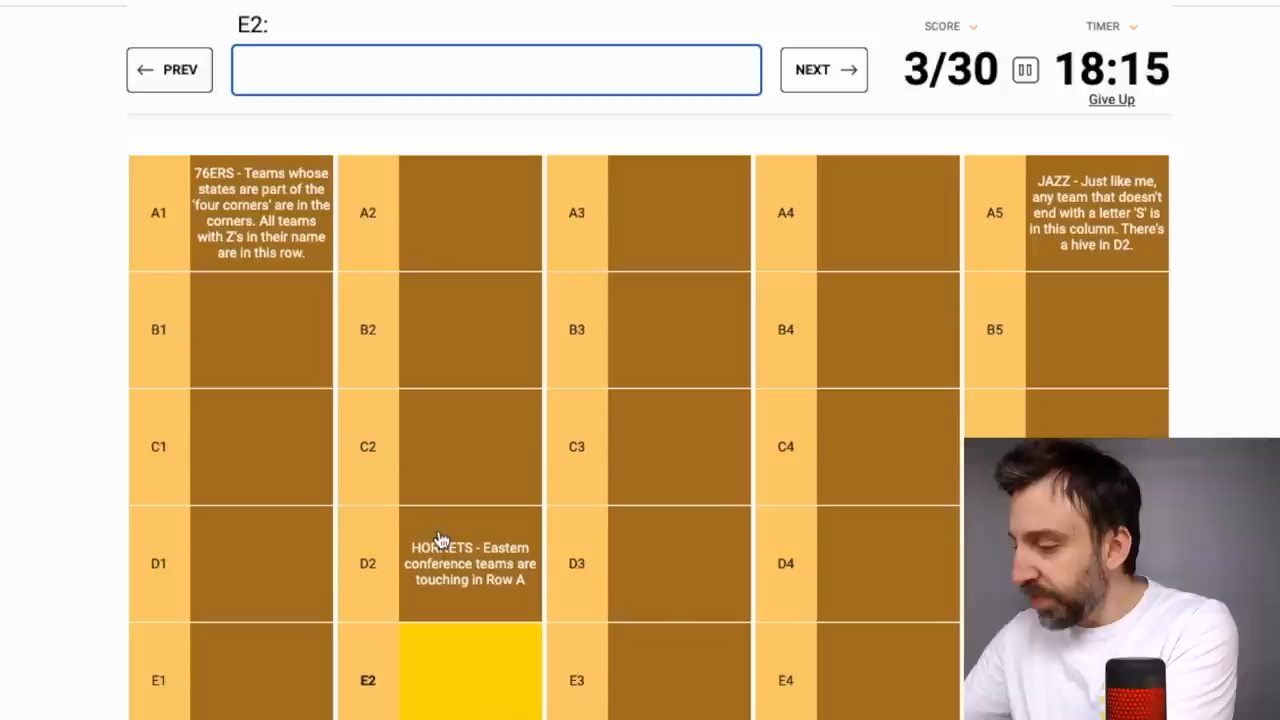 E2:
← PREV
NEXT →
SCORE
3/30
TIMER
18:15
Give Up
A1
76ERS - Teams whose
states are part of the
'four corners' are in the
corners. All teams
with Z's in their name
are in this row.
A2
A3
A4
A5
JAZZ - Just like me,
any team that doesn't
end with a letter 'S' is
in this column. There's
a hive in D2.
B1
B2
B3
B4
B5
C1
C2
C3
C4
D1
D2
HORNETS - Eastern
conference teams are
touching in Row A
D3
D4
E1
E2
E3
E4